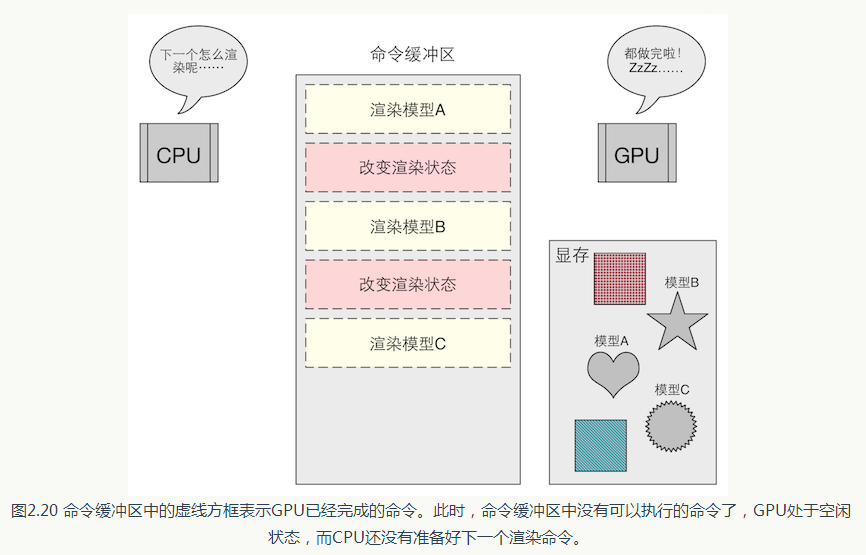 下一个怎么渲
染呢……
命令缓冲区
都做完啦！
ZzZz……
CPU
渲染模型A
改变渲染状态
渲染模型B
改变渲染状态
渲染模型C
GPU
显存
模型B
模型A
模型C
图2.20 命令缓冲区中的虚线方框表示GPU已经完成的命令。此时，命令缓冲区中没有可以执行的命令了，GPU处于空闲
状态，而CPU还没有准备好下一个渲染命令。